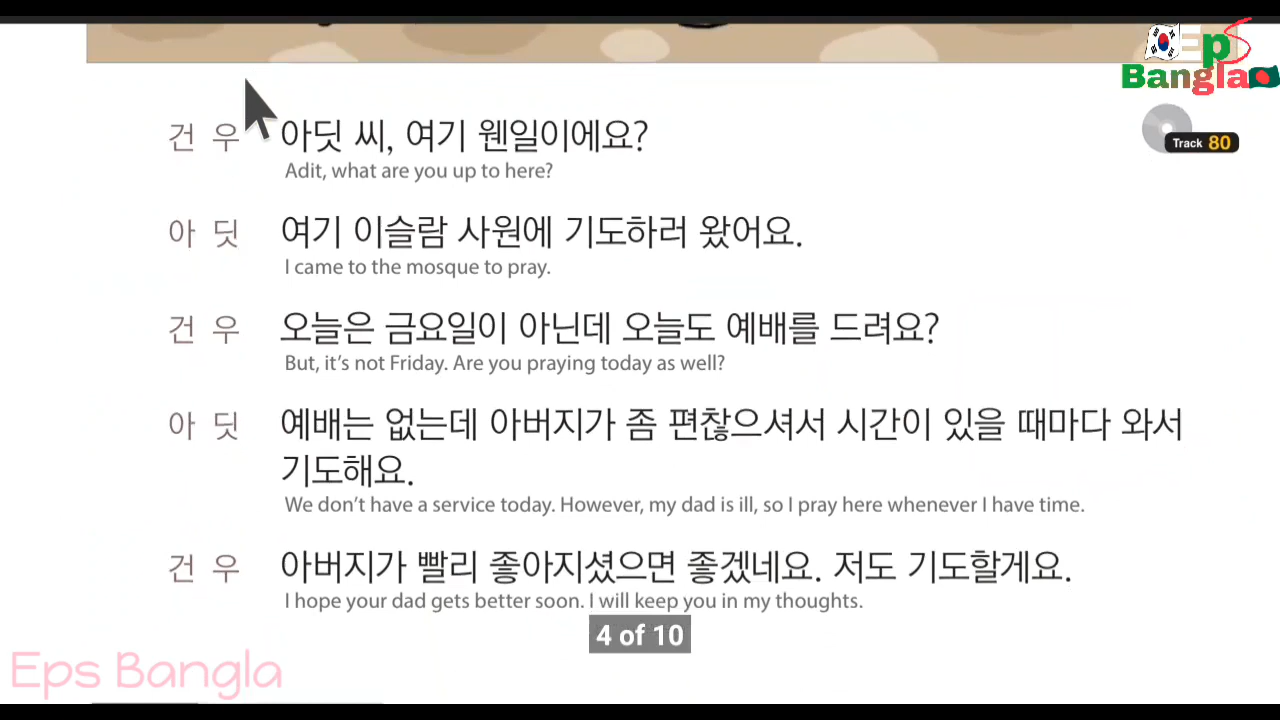 Eps
Bangla
Track 80
건 우 아딧 씨, 여기 웬일이에요?
Adit, what are you up to here?
아 딧 여기 이슬람 사원에 기도하러 왔어요.
I came to the mosque to pray.
건 우 오늘은 금요일이 아닌데 오늘도 예배를 드려요?
But, it's not Friday. Are you praying today as well?
아 딧 예배는 없는데 아버지가 좀 편찮으셔서 시간이 있을 때마다 와서
기도해요.
We don't have a service today. However, my dad is ill, so I pray here whenever I have time.
건 우 아버지가 빨리 좋아지셨으면 좋겠네요. 저도 기도할게요.
I hope your dad gets better soon. I will keep you in my thoughts.
4 of 10
Eps Bangla